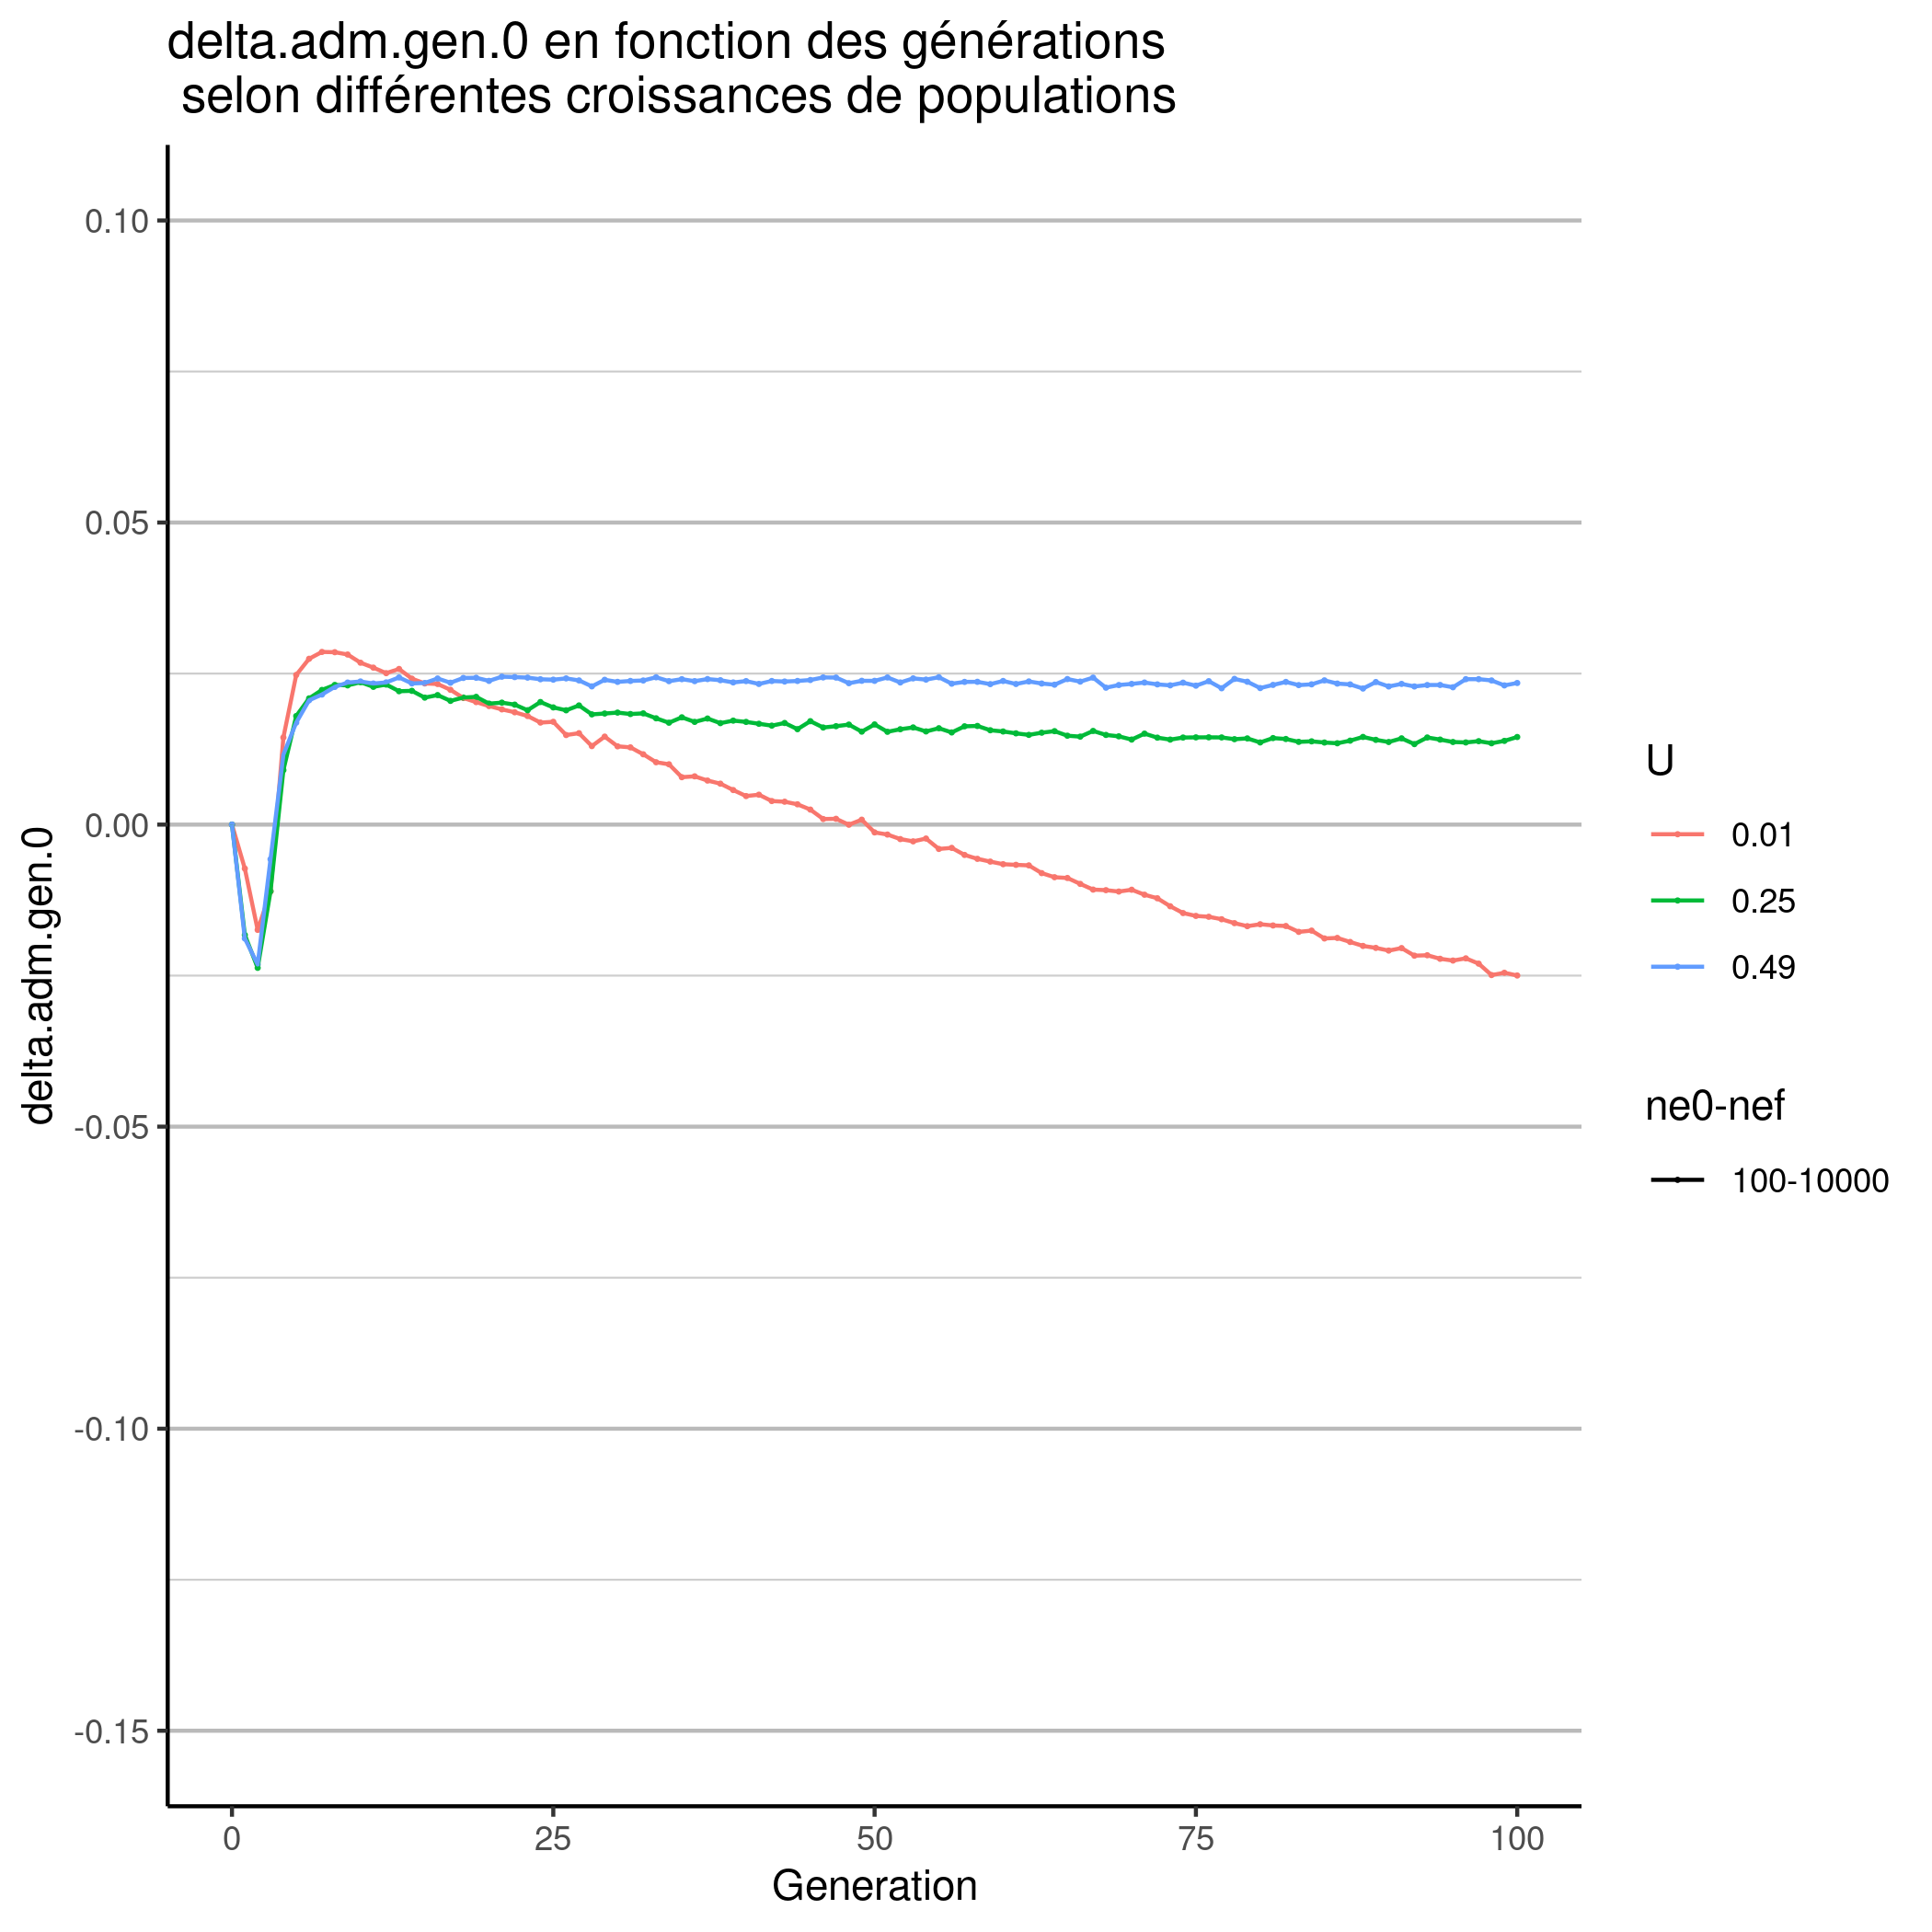 delta.adm.gen.0 en fonction des générations
selon différentes croissances de populations
delta.adm.gen.0
0.10
0.05
0.00
-0.05
-0.10
-0.15
0
25
50
75
100
Generation
U
0.01
0.25
0.49
ne0-nef
100-10000